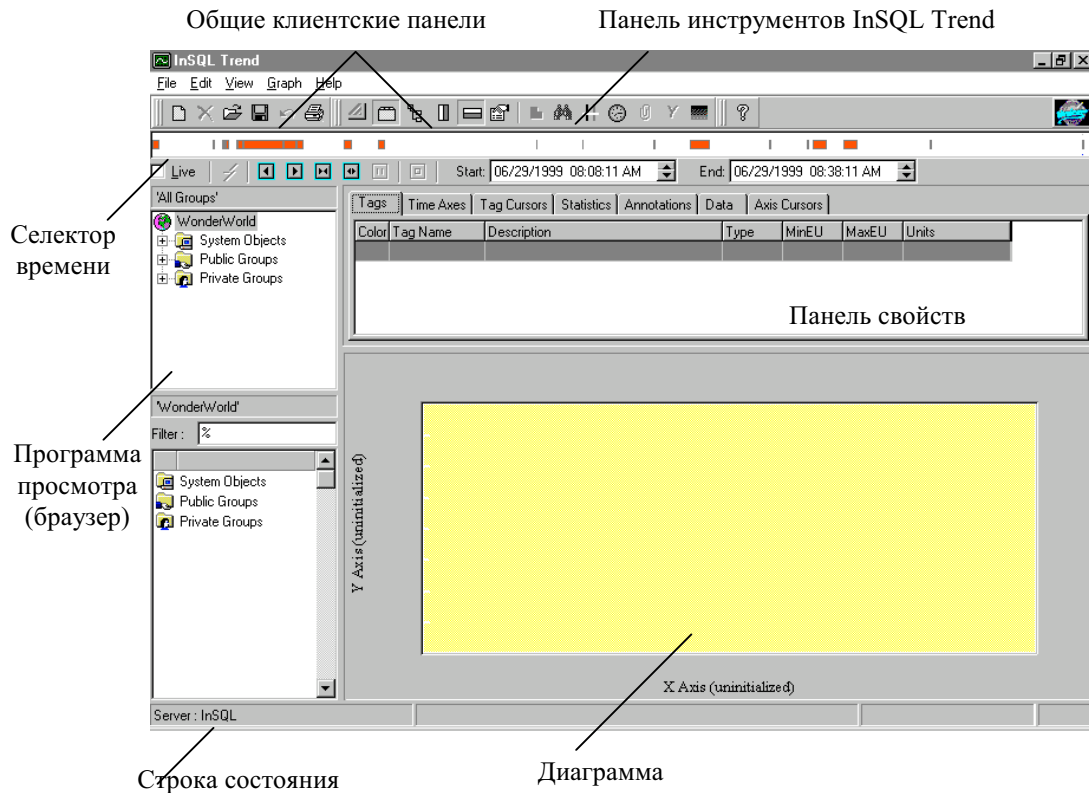 Общие клиентские панели
Панель инструментов InSQL Trend
InSQL Trend
File Edit View Graph Help
Live
Start: 06/29/1999 08:08:11 AM
End: 06/29/1999 08:38:11 AM
Селектор
времени
'All Groups'
WonderWorld
System Objects
Public Groups
Private Groups
Tags Time Axes Tag Cursors Statistics Annotations Data Axis Cursors
Color Tag Name Description Type MinEU MaxEU Units
Панель свойств
'WonderWorld'
Filter : %
Программа
просмотра
(браузер)
System Objects
Public Groups
Private Groups
Y Axis (uninitialized)
X Axis (uninitialized)
Server : InSQL
Строка состояния
Диаграмма